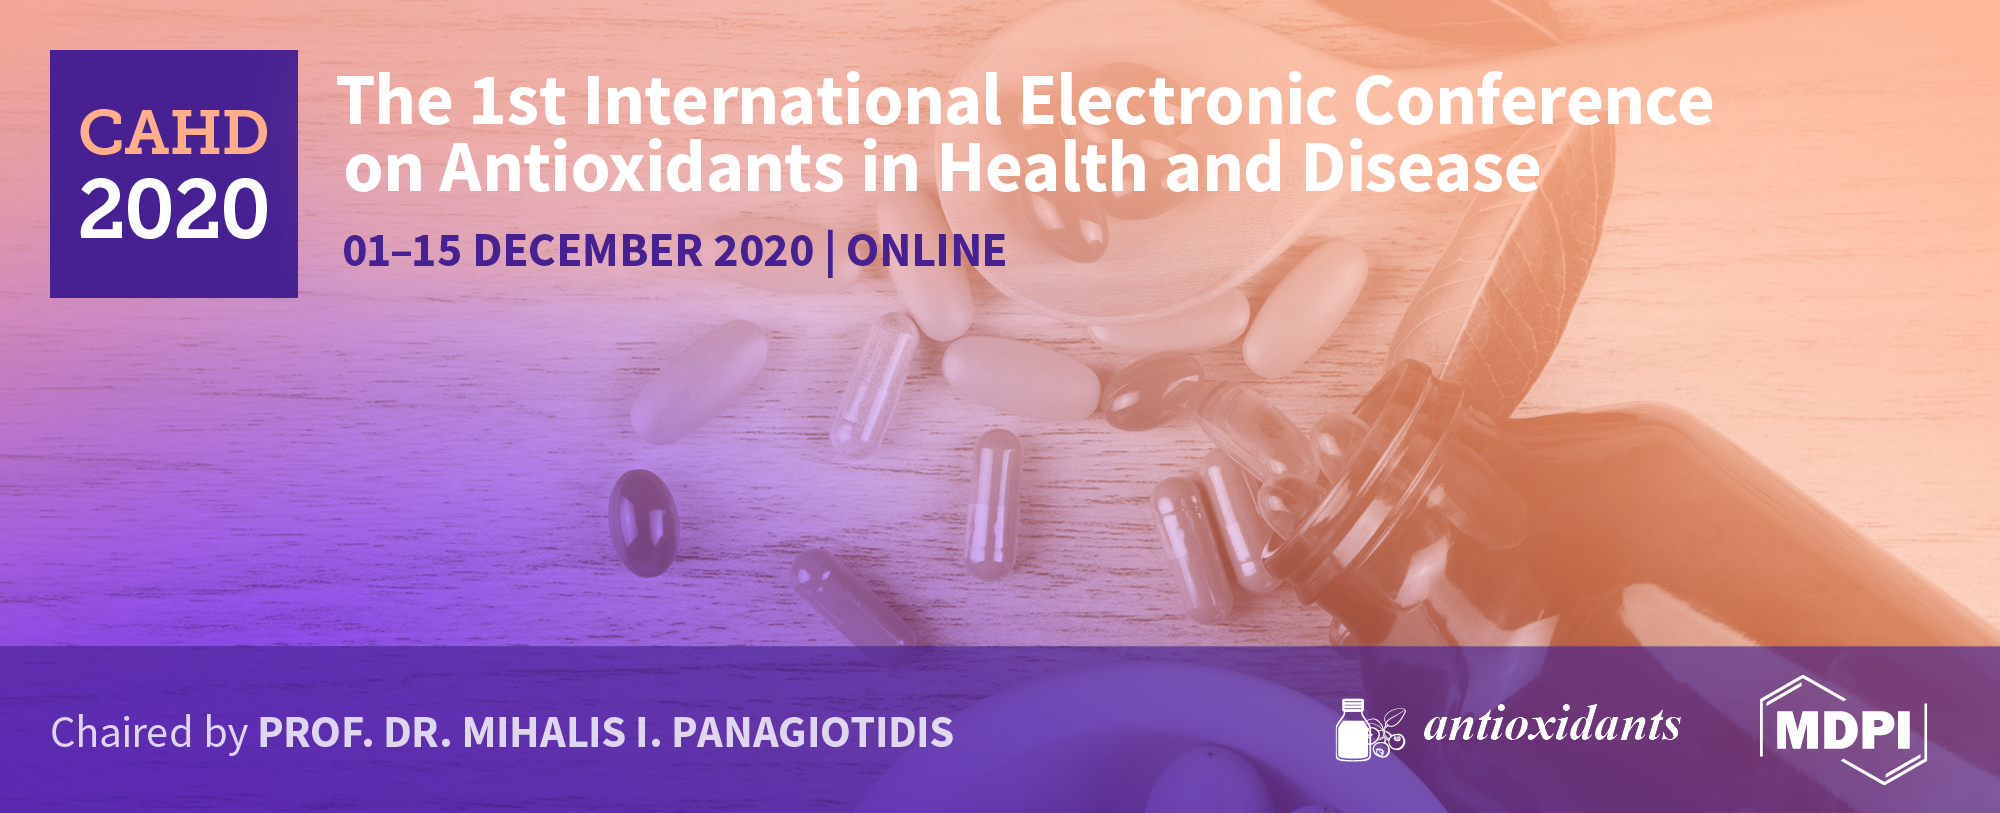 CAHD
2020
The 1st International Electronic Conference
on Antioxidants in Health and Disease
01–15 DECEMBER 2020 | ONLINE
Chaired by PROF. DR. MIHALIS I. PANAGIOTIDIS
antioxidants
MDPI